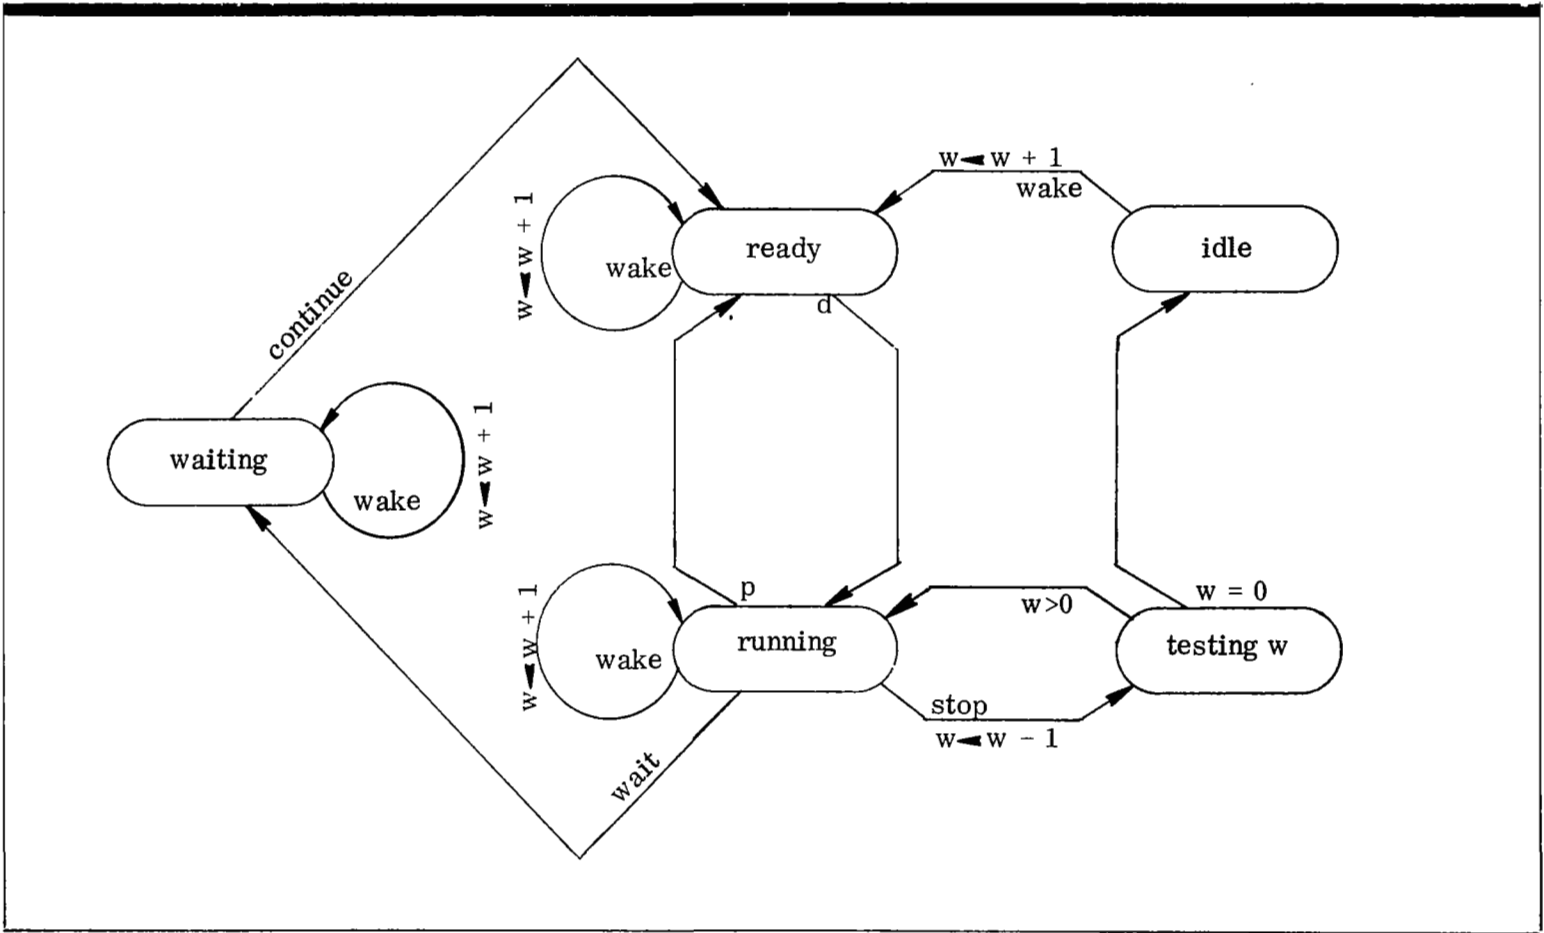 w◄w + 1
wake
w◄w + 1
wake
ready
idle
d
continue
waiting
wake
w◄w + 1
p
w = 0
w>0
w◄w + 1
wake
running
testing w
stop
w◄w - 1
wait